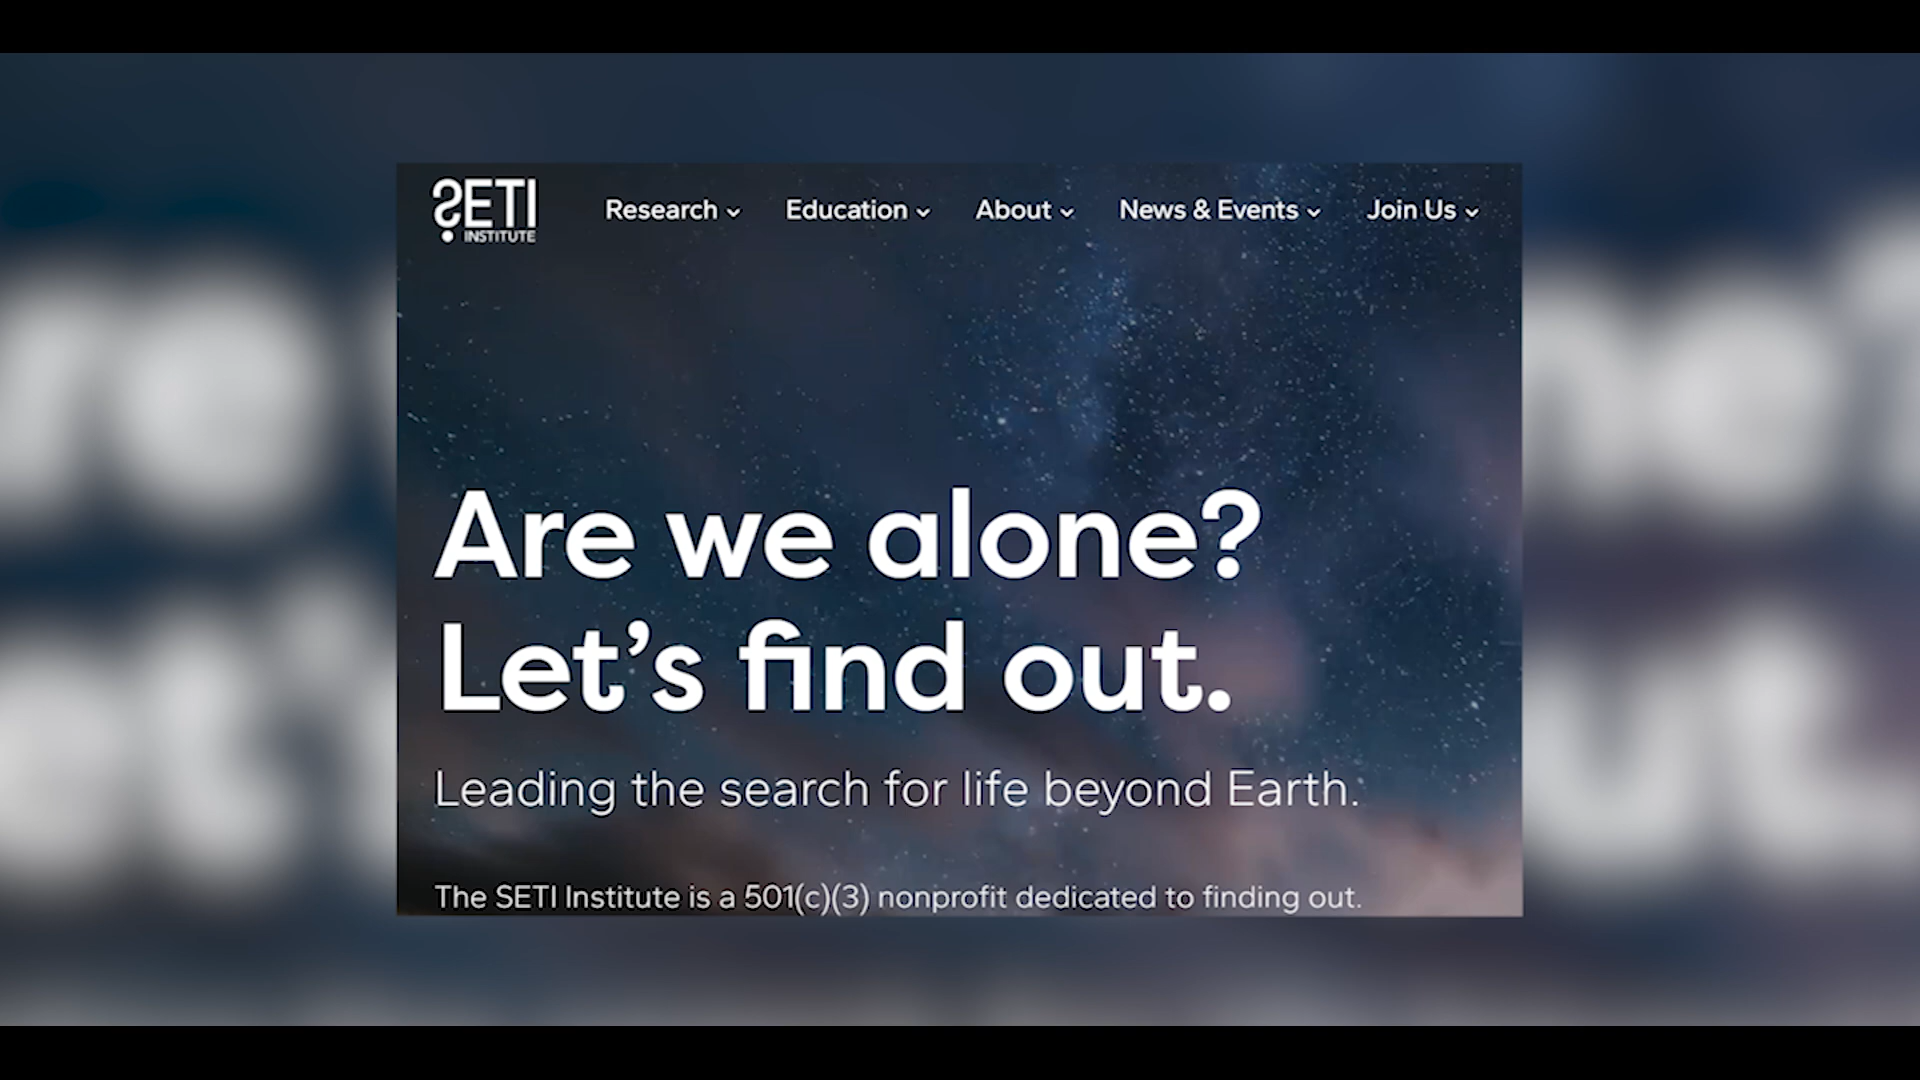 SETI
INSTITUTE
Research
Education
About
News & Events
Join Us
Are we alone?
Let’s find out.
Leading the search for life beyond Earth.
The SETI Institute is a 501(c)(3) nonprofit dedicated to finding out.